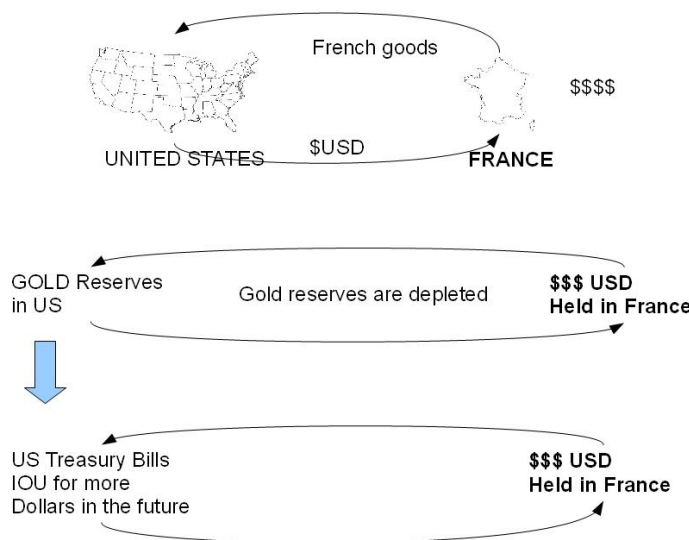 French goods
$$$$
UNITED STATES
$USD
FRANCE
GOLD Reserves
in US
Gold reserves are depleted
$$$ USD
Held in France
US Treasury Bills
IOU for more
Dollars in the future
$$$ USD
Held in France